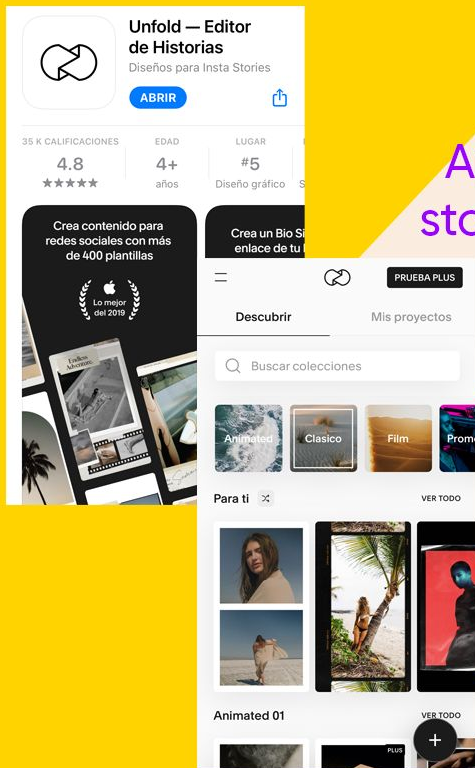 Unfold — Editor
de Historias
Diseños para Insta Stories
ABRIR
35 K CALIFICACIONES
EDAD
LUGAR
4.8
4+
#5
años
Diseño gráfico
Crea contenido para
redes sociales con más
de 400 plantillas
Lo mejor
del 2019
Endless
Adventure.
Crea un Bio Si
enlace de tu
A
sto
PRUEBA PLUS
Descubrir
Mis proyectos
Buscar colecciones
Animated
Clasico
Film
Prom
Para ti
VER TODO
Animated 01
VER TODO
PLUS